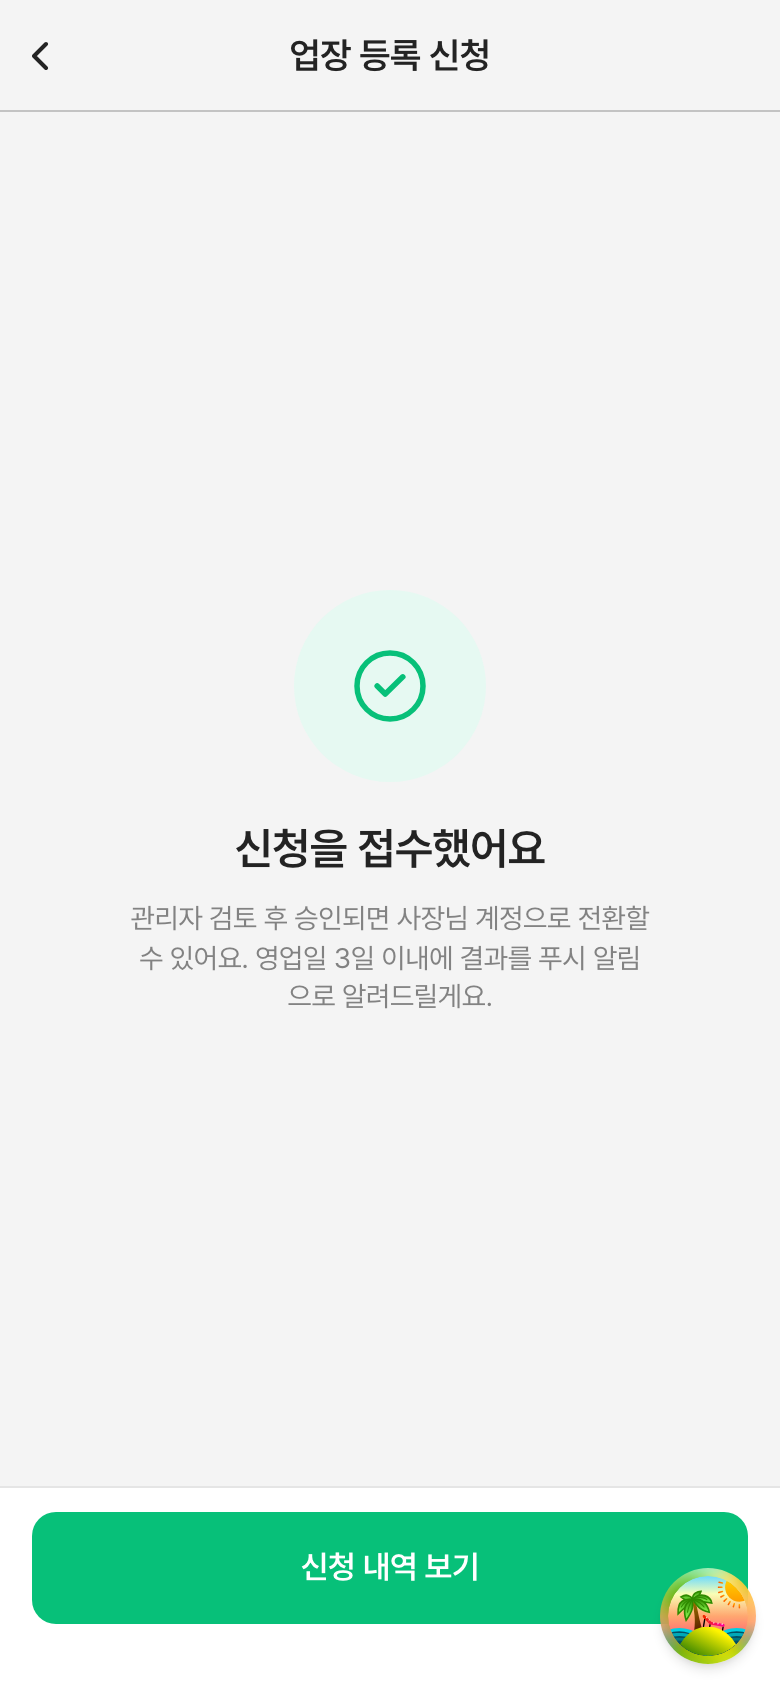 업장 등록 신청
신청을 접수했어요
관리자 검토 후 승인되면 사장님 계정으로 전환할
수 있어요. 영업일 3일 이내에 결과를 푸시 알림
으로 알려드릴게요.
신청 내역 보기